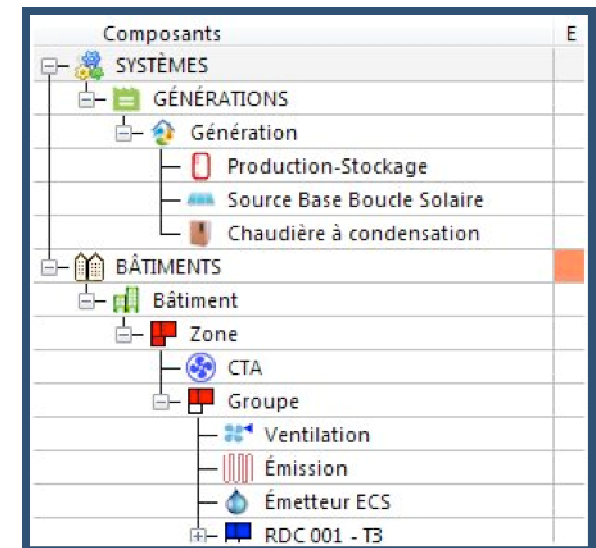 Composants E
SYSTÈMES
GÉNÉRATIONS
Génération
Production-Stockage
Source Base Boucle Solaire
Chaudière à condensation
BÂTIMENTS
Bâtiment
Zone
CTA
Groupe
Ventilation
Émission
Émetteur ECS
RDC 001 - T3